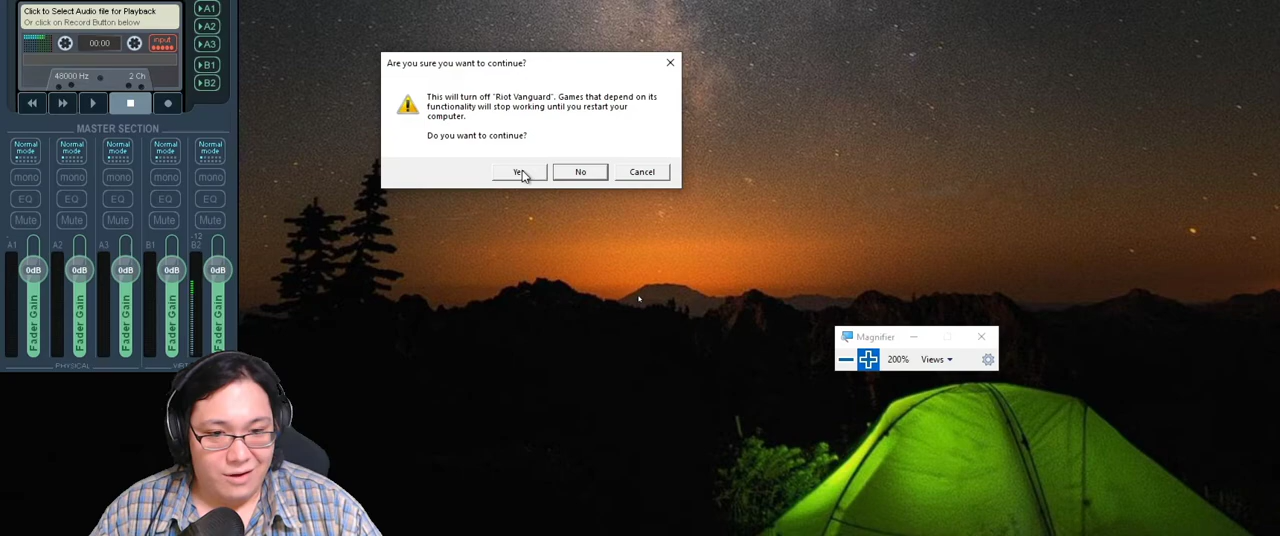 Click to Select Audio file for Playback
Or click on Record Button below
00:00
input
48000 Hz
2 Ch
A1
A2
A3
B1
B2
MASTER SECTION
Normal mode Normal mode Normal mode Normal mode Normal mode
mono mono mono mono mono
EQ EQ EQ EQ EQ
Mute Mute Mute Mute Mute
-12
A1 A2 A3 B1 B2
0dB 0dB 0dB 0dB 0dB
Fader Gain Fader Gain Fader Gain Fader Gain Fader Gain
PHYSICAL
Are you sure you want to continue?
This will turn off "Riot Vanguard". Games that depend on its
functionality will stop working until you restart your
computer.
Do you want to continue?
No Cancel
Magnifier
200% Views